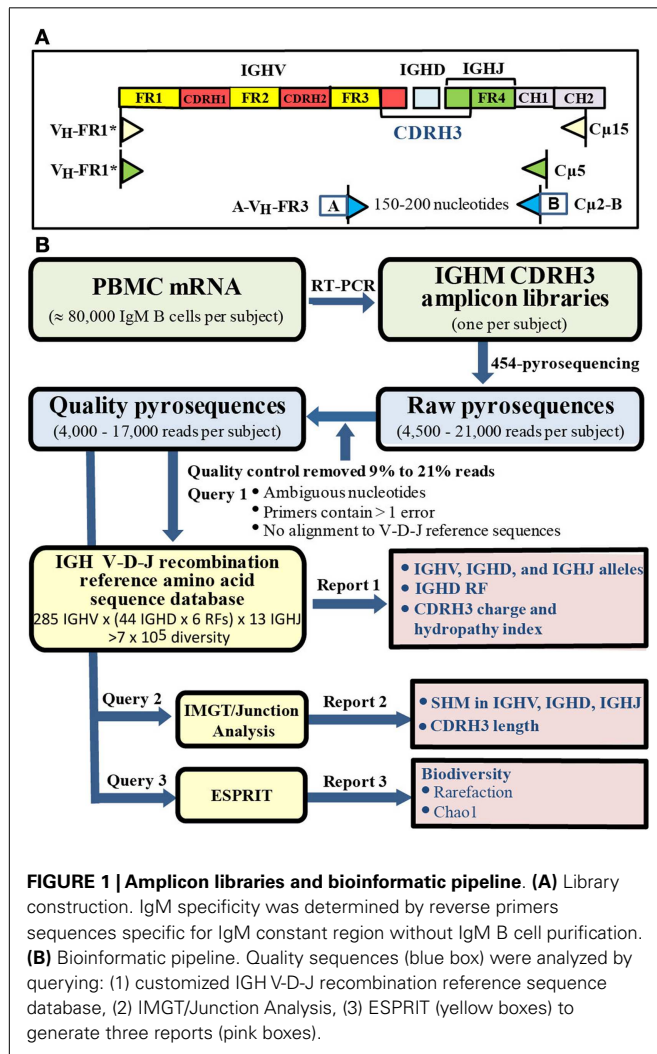 A
IGHV IGHD IGHJ
FR1 CDRH1 FR2 CDRH2 FR3 FR4 CH1 CH2
CDRH3
VH-FR1* Cµ15
VH-FR1* Cµ5
A-VH-FR3 A 150-200 nucleotides B Cµ2-B
B
PBMC mRNA
(≈ 80,000 IgM B cells per subject)
RT-PCR
IGHM CDRH3
amplicon libraries
(one per subject)
454-pyrosequencing
Quality pyrosequences
(4,000 - 17,000 reads per subject)
Raw pyrosequences
(4,500 - 21,000 reads per subject)
Quality control removed 9% to 21% reads
Query 1
• Ambiguous nucleotides
• Primers contain > 1 error
• No alignment to V-D-J reference sequences
IGH V-D-J recombination
reference amino acid
sequence database
285 IGHV x (44 IGHD x 6 RFs) x 13 IGHJ
>7 x 10⁵ diversity
Report 1
• IGHV, IGHD, and IGHJ alleles
• IGHD RF
• CDRH3 charge and
hydropathy index
Query 2
IMGT/Junction
Analysis
Report 2
• SHM in IGHV, IGHD, IGHJ
• CDRH3 length
Query 3
ESPRIT
Report 3
Biodiversity
• Rarefaction
• Chao1
FIGURE 1 | Amplicon libraries and bioinformatic pipeline. (A) Library
construction. IgM specificity was determined by reverse primers
sequences specific for IgM constant region without IgM B cell purification.
(B) Bioinformatic pipeline. Quality sequences (blue box) were analyzed by
querying: (1) customized IGH V-D-J recombination reference sequence
database, (2) IMGT/Junction Analysis, (3) ESPRIT (yellow boxes) to
generate three reports (pink boxes).